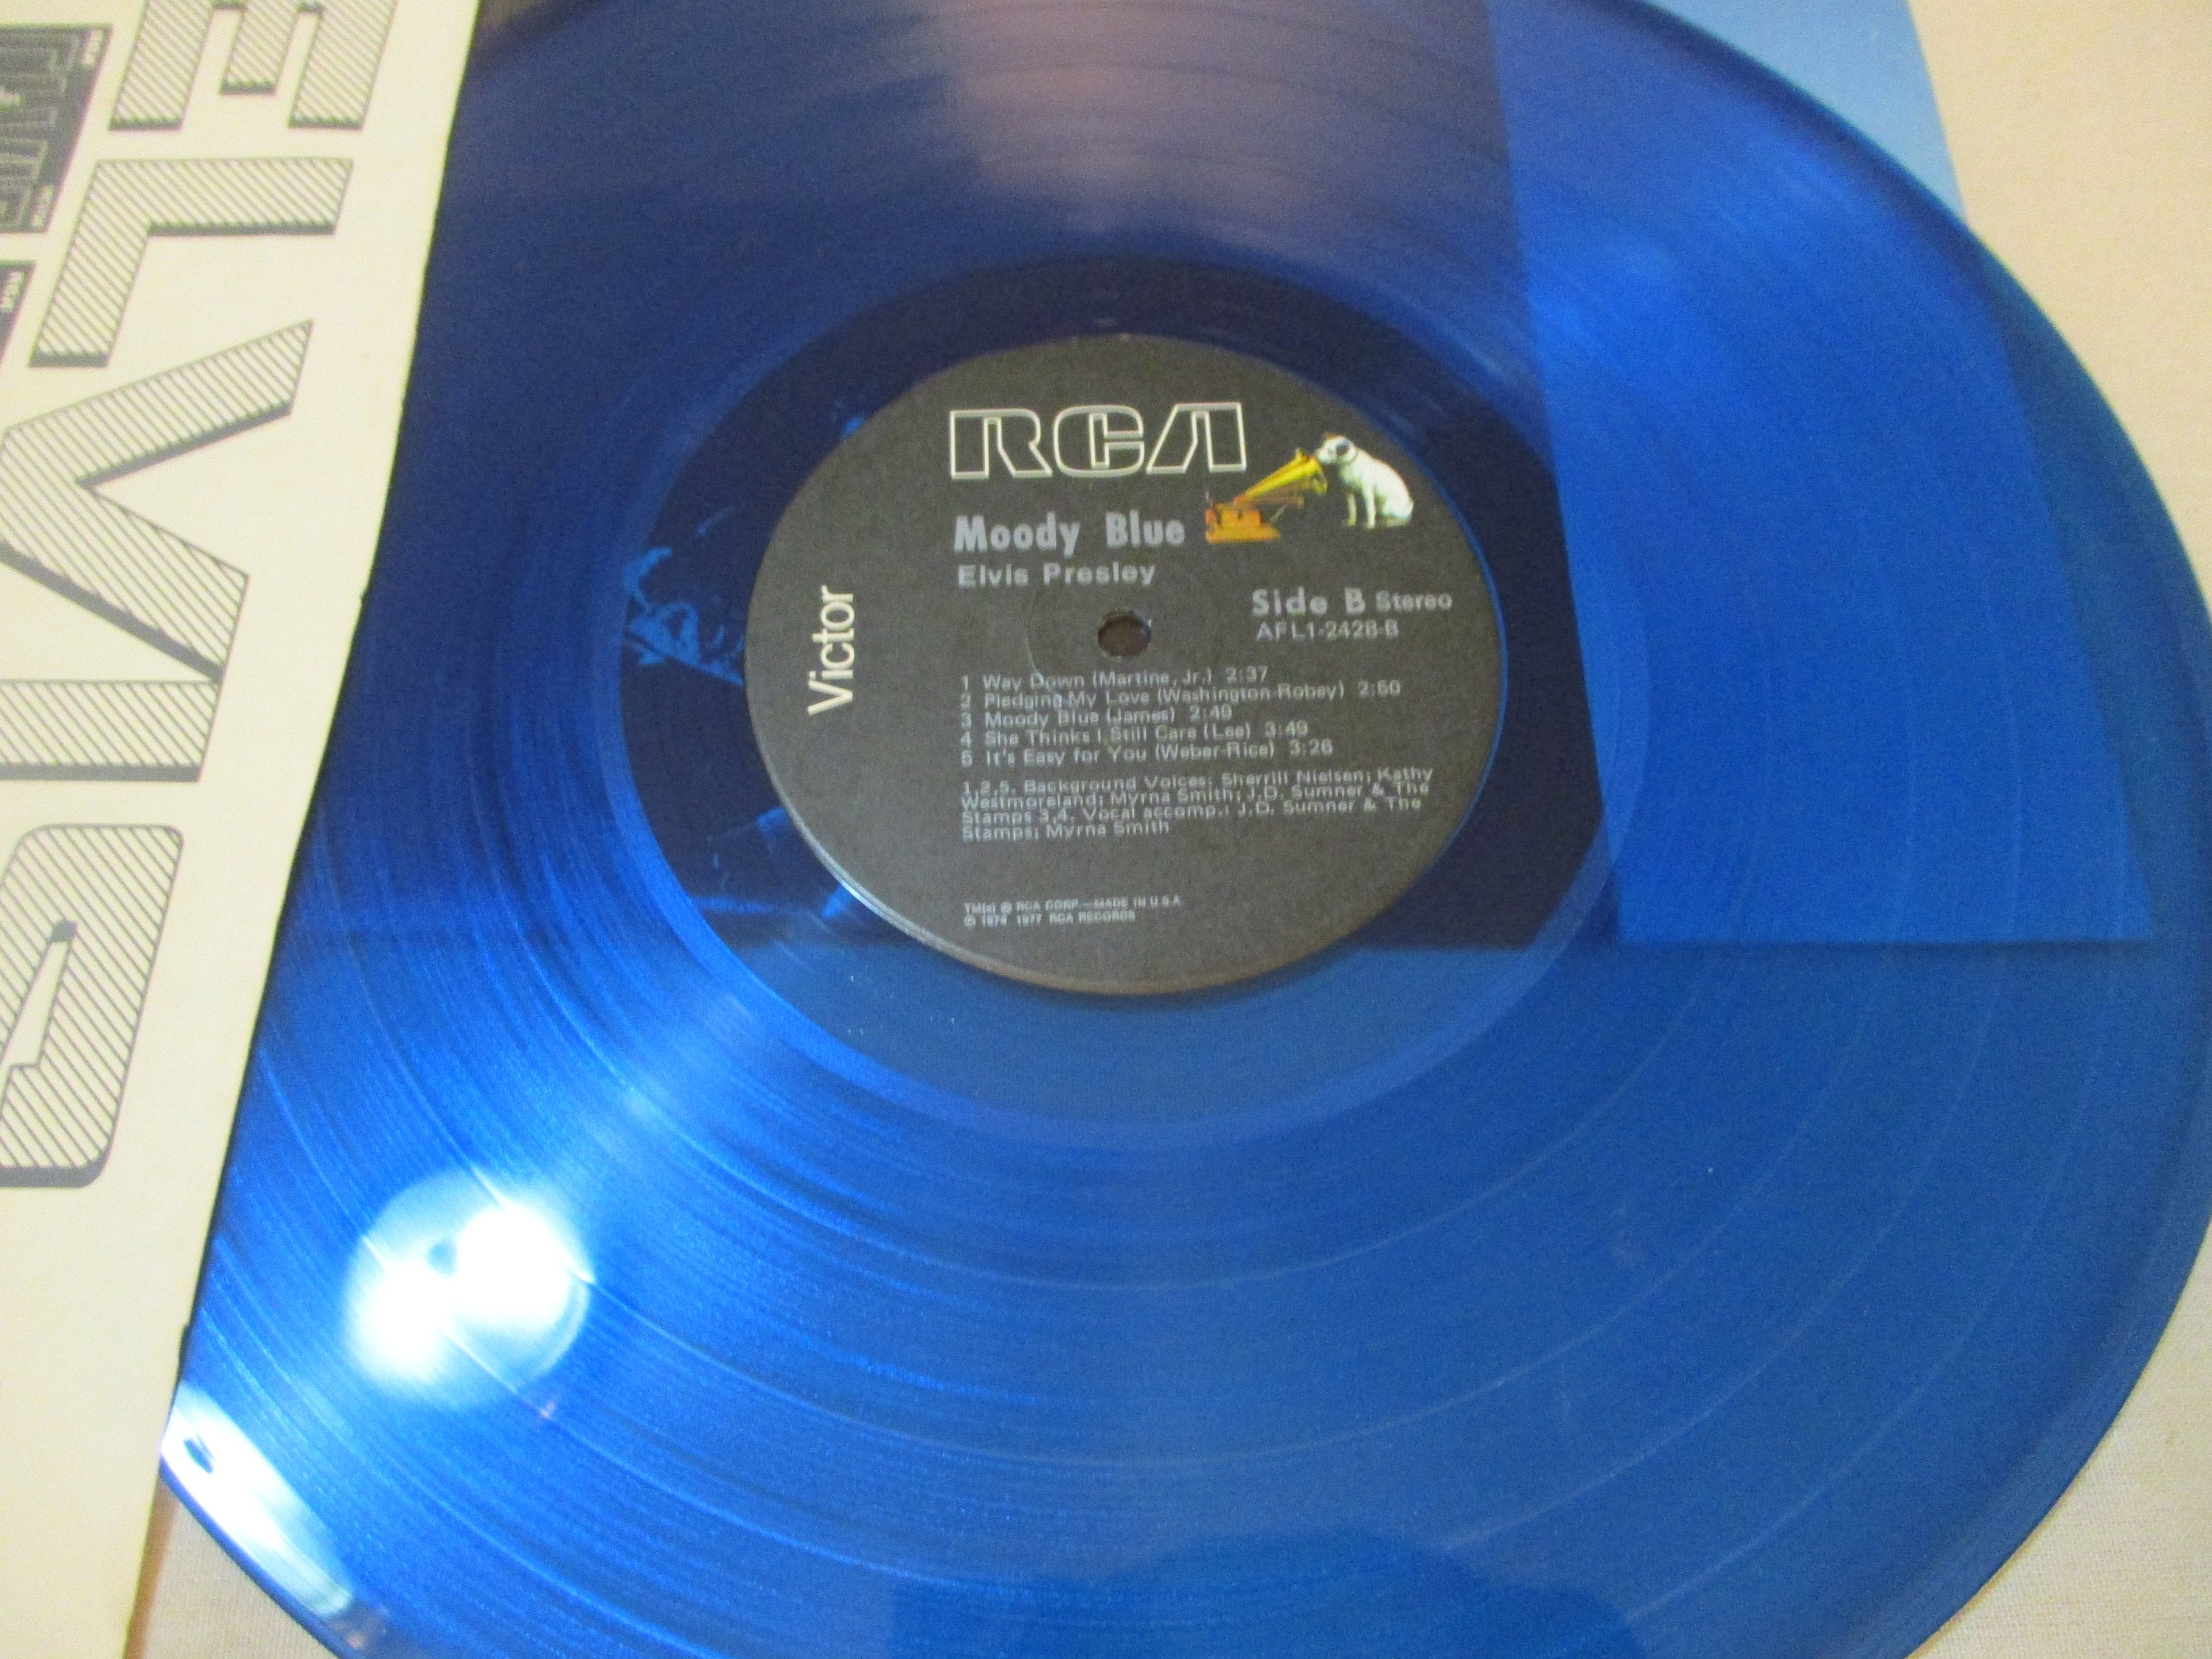 ELVIS
RCA
Moody Blue
Elvis Presley
Victor
Side B Stereo
AFL1-2428-B
1 Way Down (Martine, Jr.) 2:37
2 Pledging My Love (Washington-Robey) 2:50
3 Moody Blue (James) 2:49
4 She Thinks I Still Care (Lee) 3:49
5 It's Easy for You (Weber-Rice) 3:26
1,2,5. Background Voices: Sherrill Nielsen; Kathy
Westmoreland; Myrna Smith; J.D. Sumner & The
Stamps 3,4. Vocal accomp.: J.D. Sumner & The
Stamps; Myrna Smith
TM(s) ® RCA CORP.—MADE IN U.S.A.
Ⓟ 1974 1977 RCA RECORDS